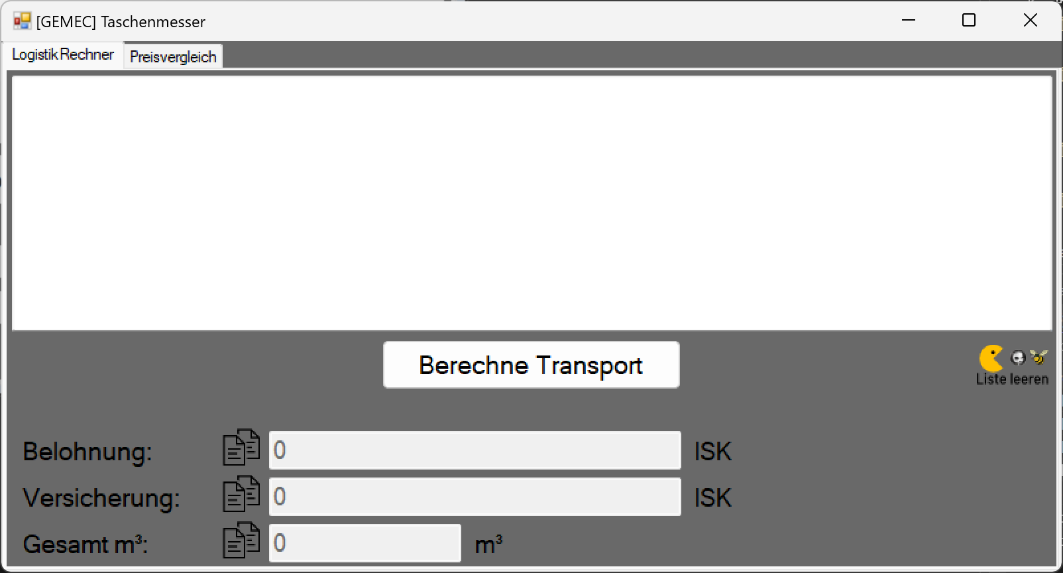 [GEMEC] Taschenmesser
Logistik Rechner Preisvergleich
Berechne Transport
Liste leeren
Belohnung: 0 ISK
Versicherung: 0 ISK
Gesamt m³: 0 m³